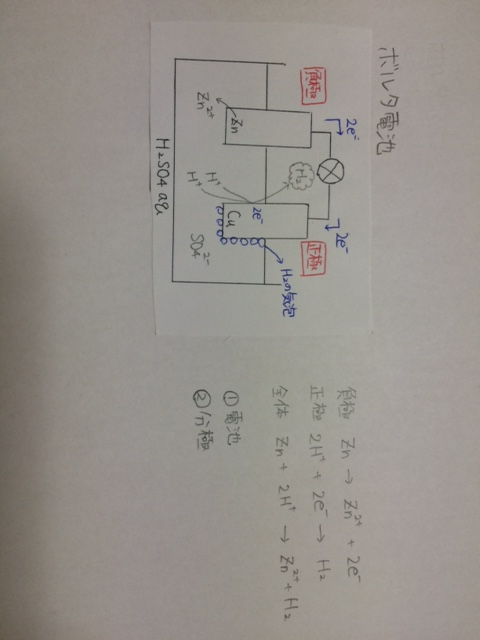 ボルタ電池
負極
正極
2e⁻
2e⁻
Zn²⁺
Zn
H₂
H⁺
H⁺
2e⁻
Cu
SO₄²⁻
H₂の気泡
H₂SO₄ aq
負極 Zn → Zn²⁺ + 2e⁻
正極 2H⁺ + 2e⁻ → H₂
全体 Zn + 2H⁺ → Zn²⁺ + H₂
① 電池
② 分極